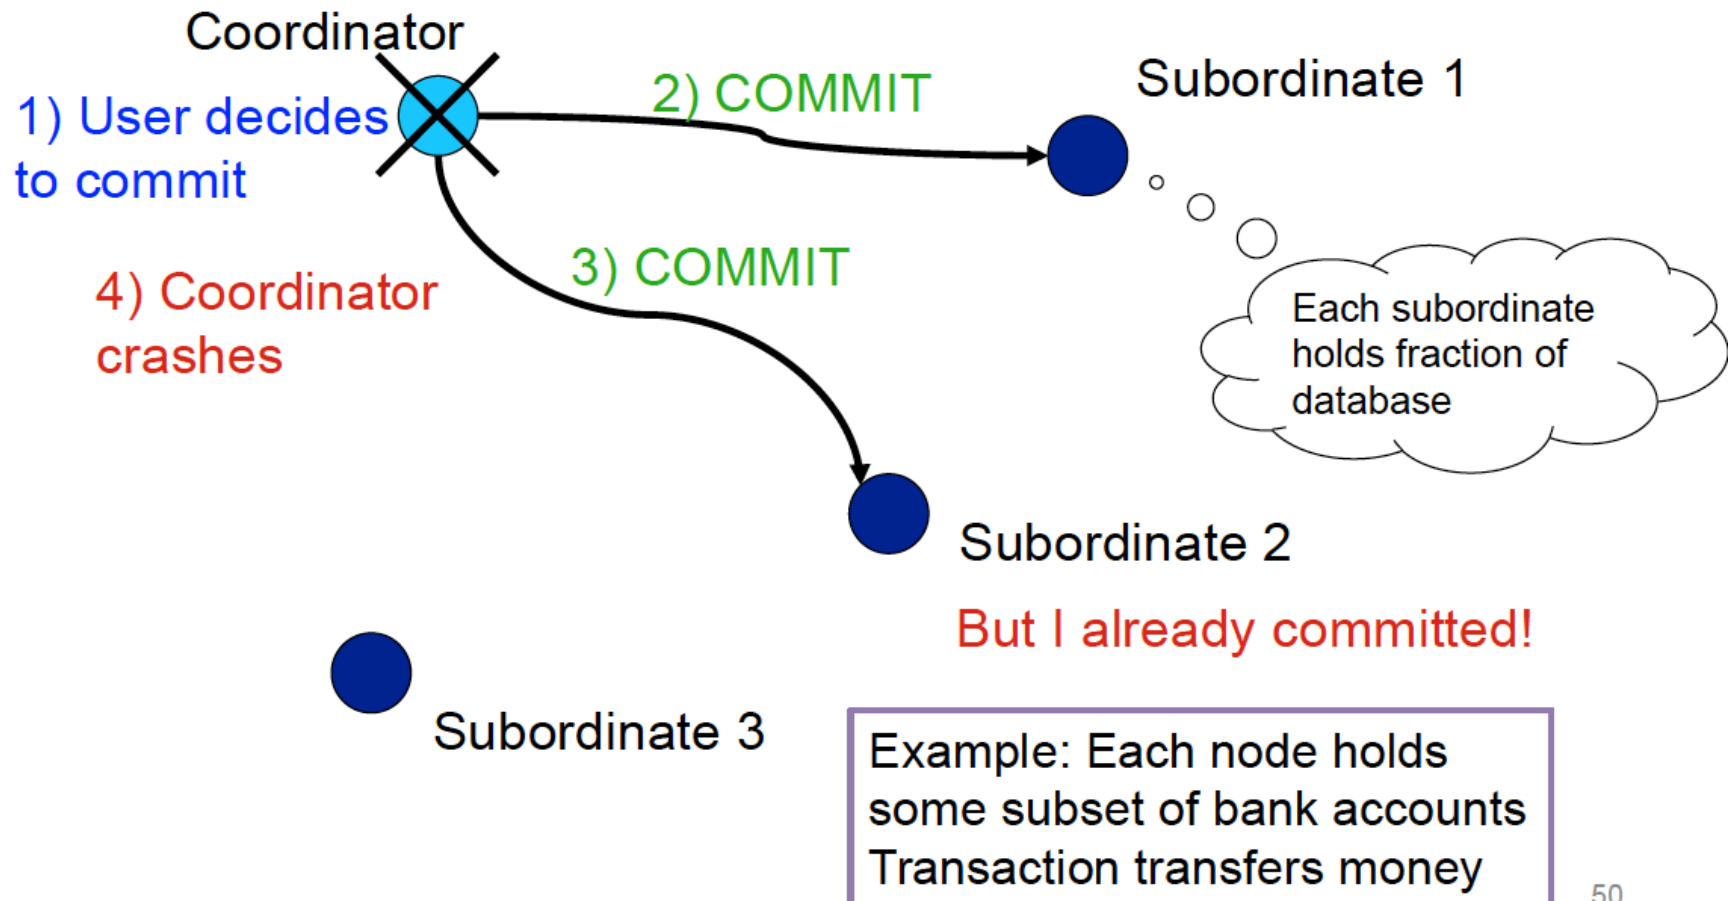 Coordinator
1) User decides
to commit
2) COMMIT
Subordinate 1
3) COMMIT
4) Coordinator
crashes
Each subordinate
holds fraction of
database
Subordinate 2
But I already committed!
Subordinate 3
Example: Each node holds
some subset of bank accounts
Transaction transfers money
50